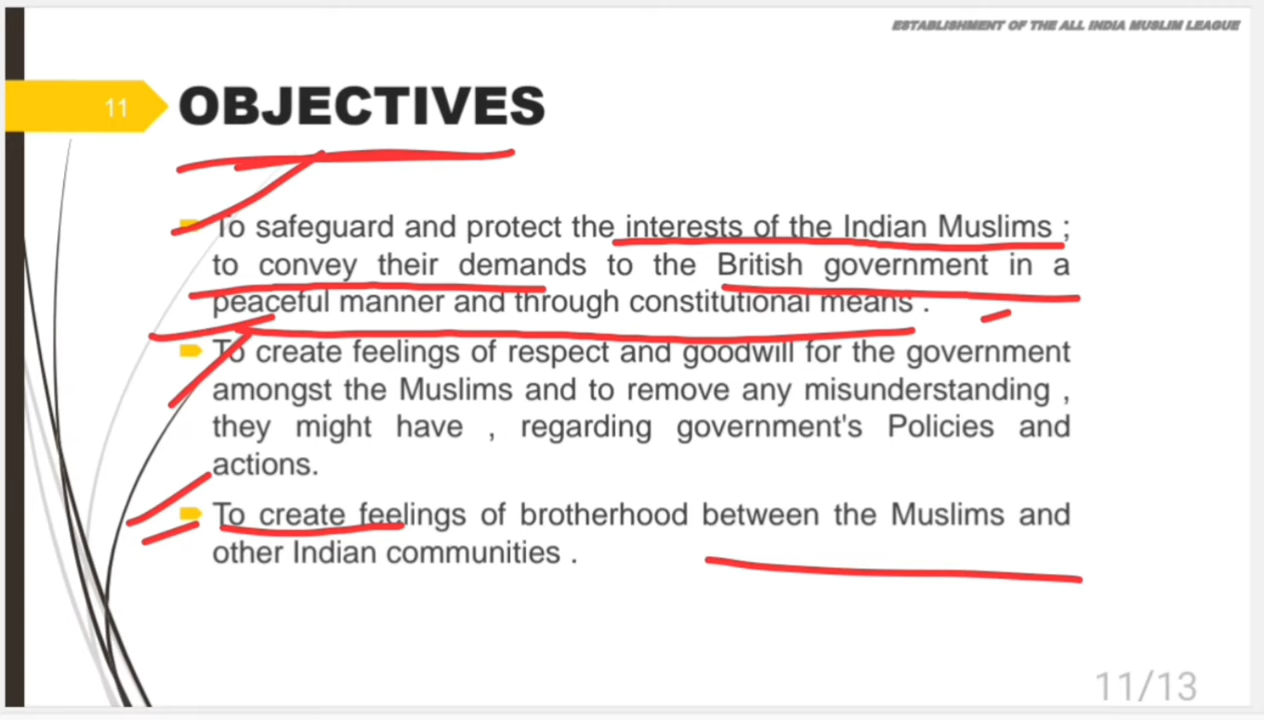 ESTABLISHMENT OF THE ALL INDIA MUSLIM LEAGUE
11
OBJECTIVES
To safeguard and protect the interests of the Indian Muslims ;
to convey their demands to the British government in a
peaceful manner and through constitutional means .
To create feelings of respect and goodwill for the government
amongst the Muslims and to remove any misunderstanding ,
they might have , regarding government's Policies and
actions.
To create feelings of brotherhood between the Muslims and
other Indian communities .
11/13